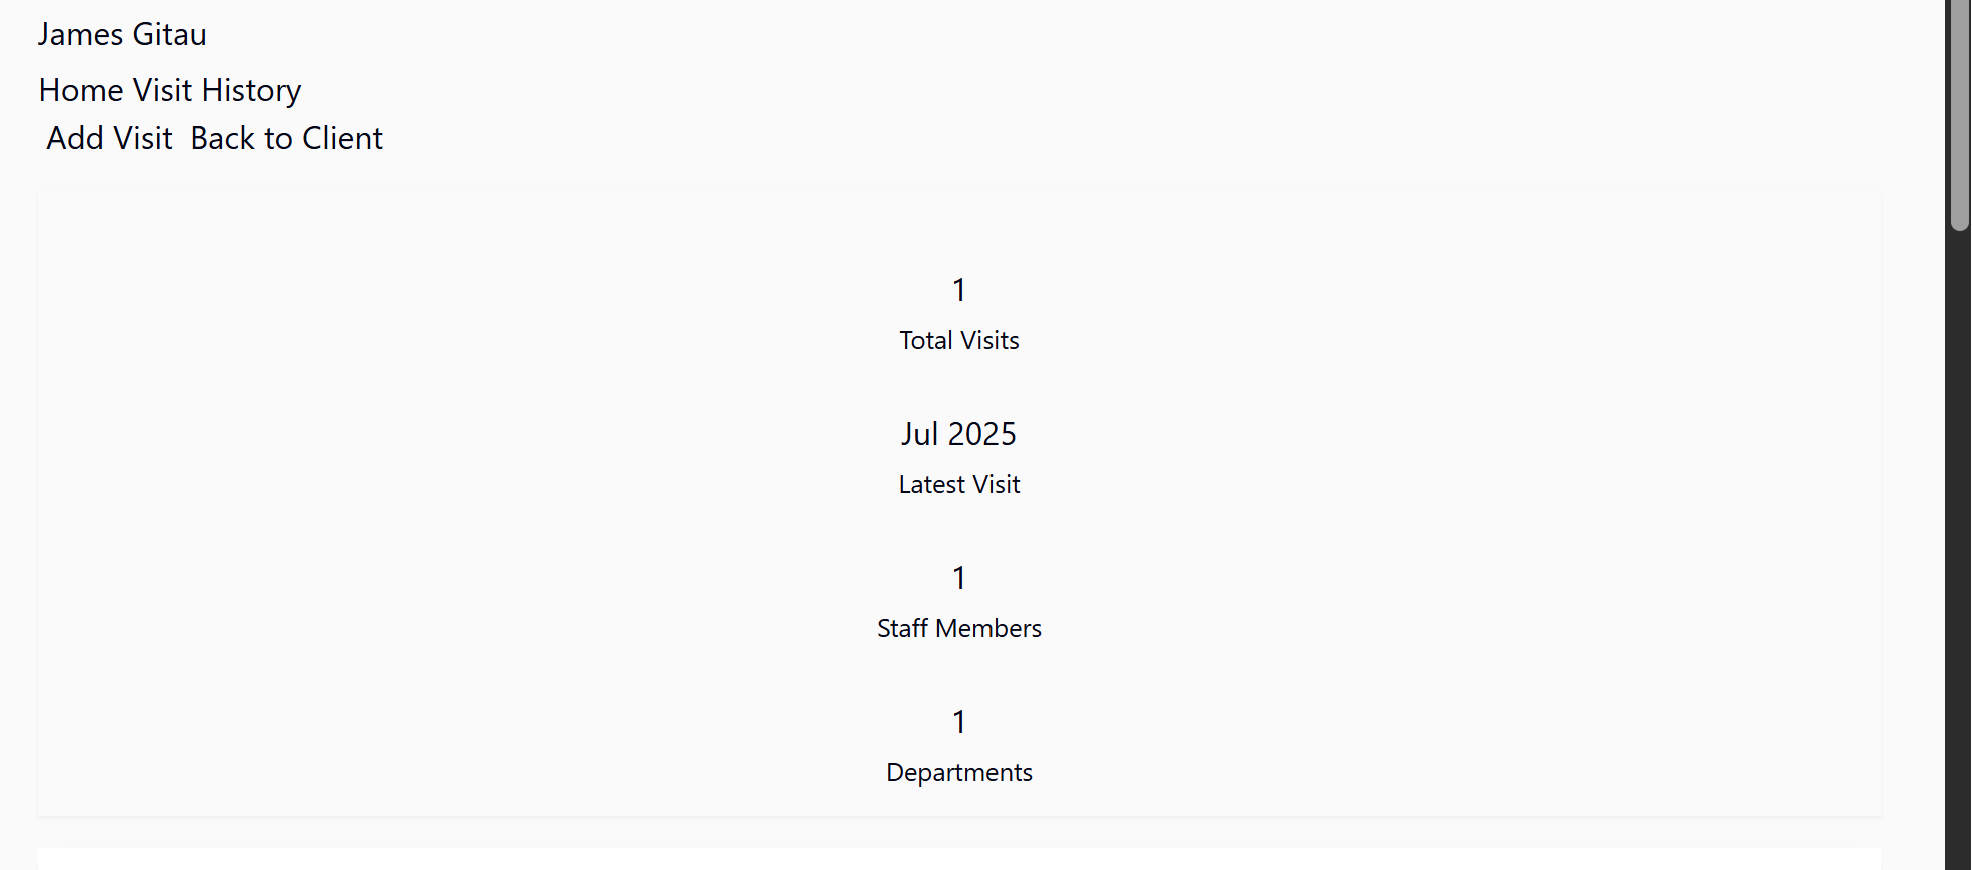 James Gitau
Home Visit History
Add Visit Back to Client
1
Total Visits
Jul 2025
Latest Visit
1
Staff Members
1
Departments